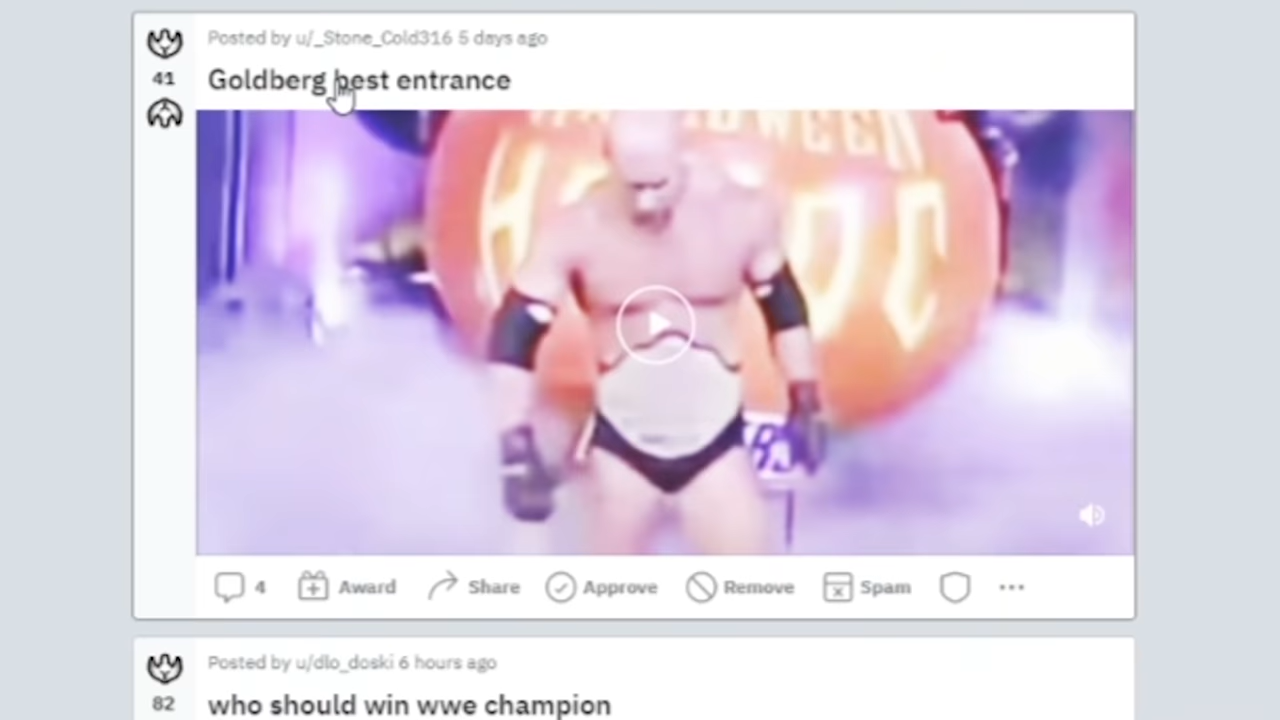 Posted by u/_Stone_Cold316 5 days ago
41
Goldberg best entrance
HALLOWEEN
4 Award Share Approve Remove Spam ...
Posted by u/dlo_doski 6 hours ago
82
who should win wwe champion